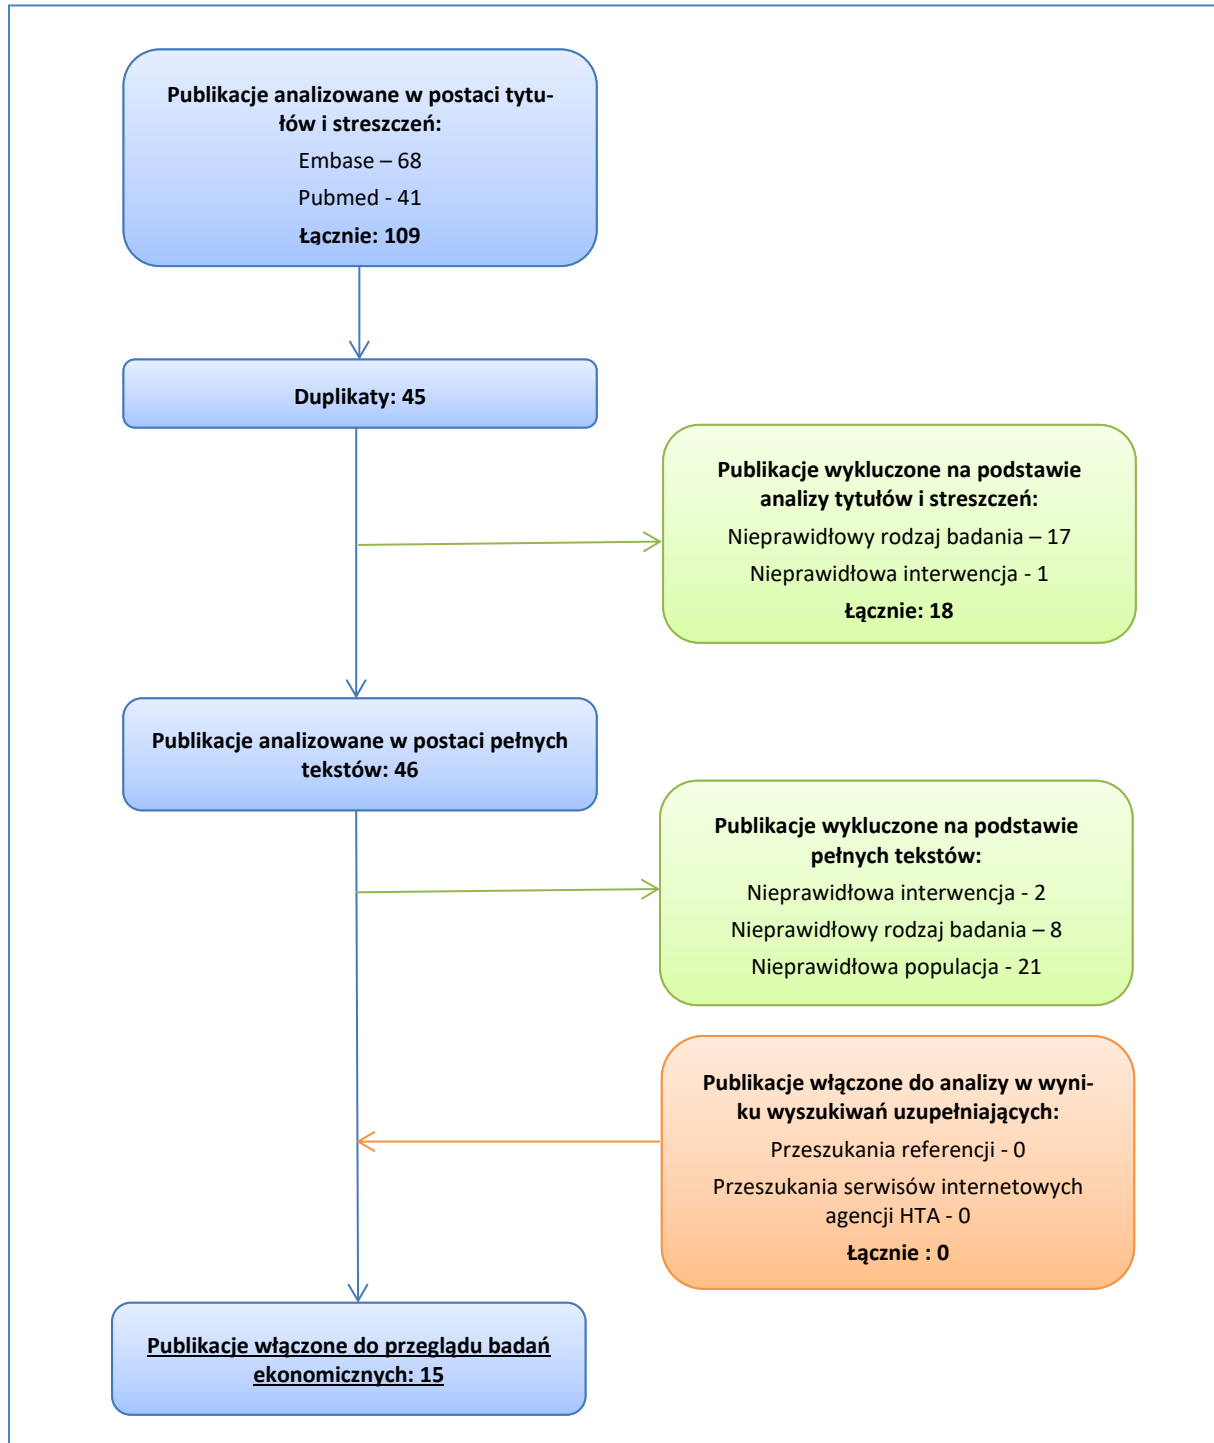 Publikacje analizowane w postaci tytu-
łów i streszczeń:
Embase – 68
Pubmed - 41
Łącznie: 109
Duplikaty: 45
Publikacje wykluczone na podstawie
analizy tytułów i streszczeń:
Nieprawidłowy rodzaj badania – 17
Nieprawidłowa interwencja - 1
Łącznie: 18
Publikacje analizowane w postaci pełnych
tekstów: 46
Publikacje wykluczone na podstawie
pełnych tekstów:
Nieprawidłowa interwencja - 2
Nieprawidłowy rodzaj badania – 8
Nieprawidłowa populacja - 21
Publikacje włączone do analizy w wyni-
ku wyszukiwań uzupełniających:
Przeszukania referencji - 0
Przeszukania serwisów internetowych
agencji HTA - 0
Łącznie : 0
Publikacje włączone do przeglądu badań
ekonomicznych: 15